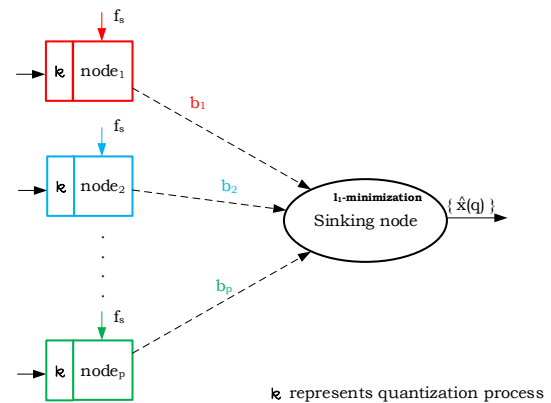 fₛ
k node₁
b₁
fₛ
k node₂
b₂
l₁-minimization
Sinking node
{ x̂(q) }
fₛ
bₚ
k nodeₚ
k represents quantization process